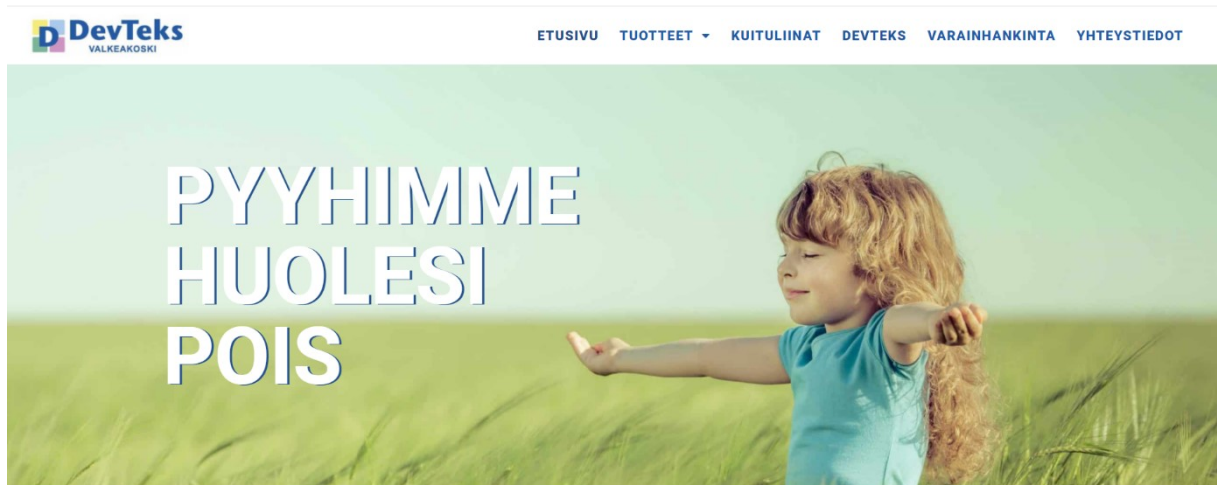 D DevTeks
VALKEAKOSKI
ETUSIVU TUOTTEET KUITULIINAT DEVTEKS VARAINHANKINTA YHTEYSTIEDOT
PYYHIMME
HUOLESI
POIS